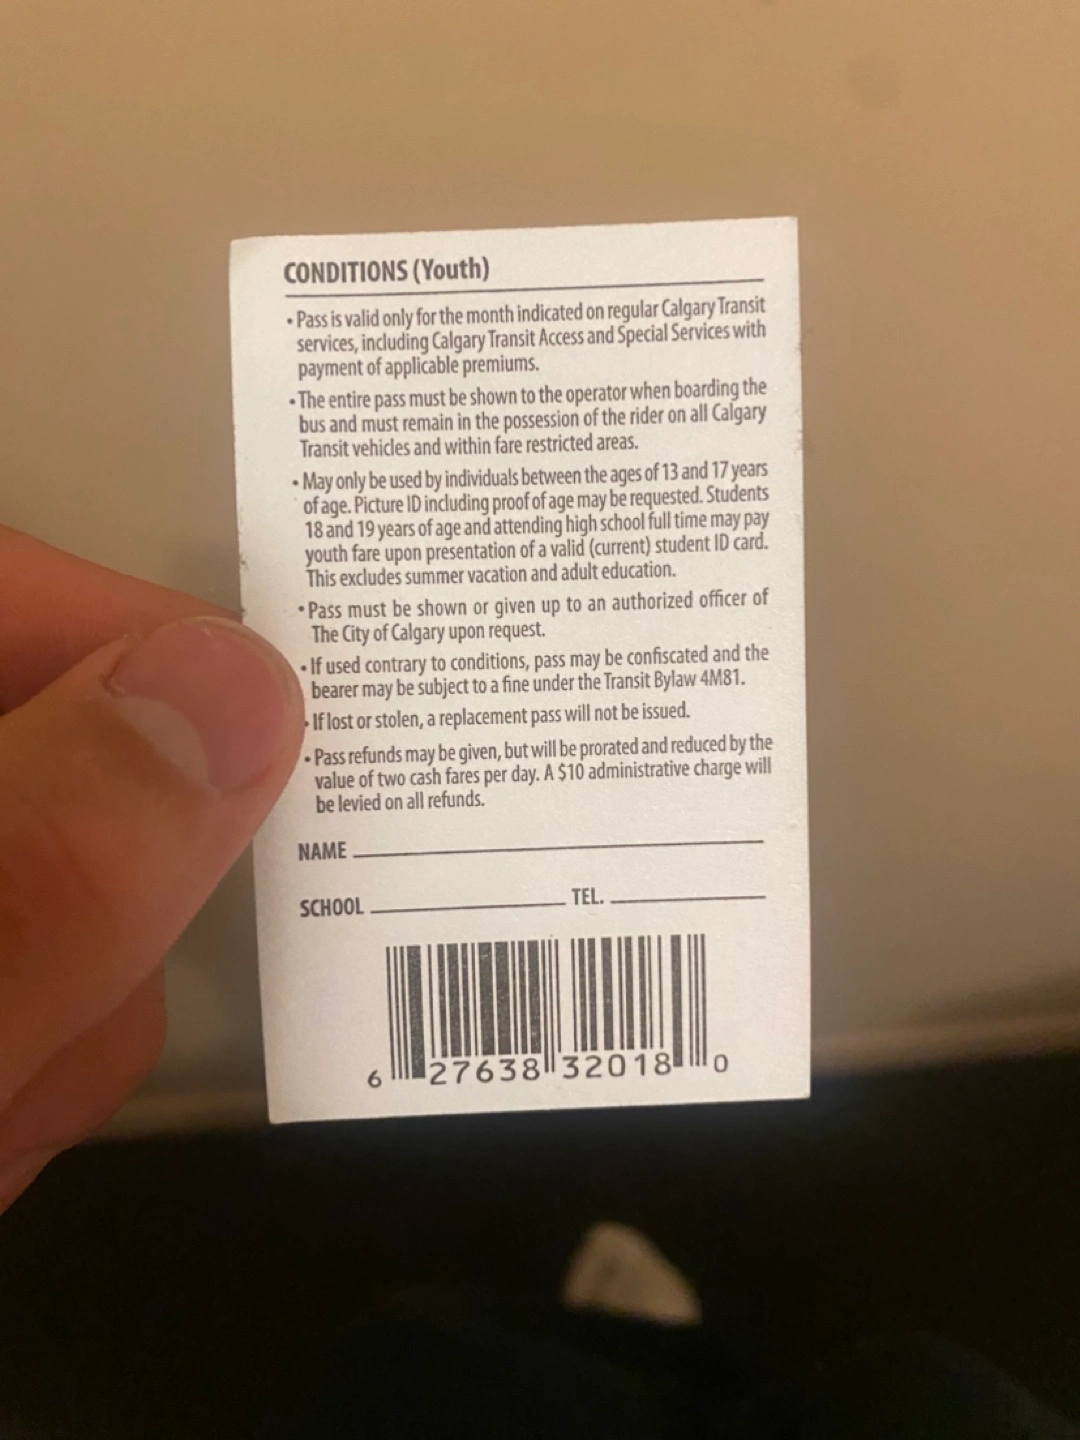 CONDITIONS (Youth)
• Pass is valid only for the month indicated on regular Calgary Transit
services, including Calgary Transit Access and Special Services with
payment of applicable premiums.
• The entire pass must be shown to the operator when boarding the
bus and must remain in the possession of the rider on all Calgary
Transit vehicles and within fare restricted areas.
• May only be used by individuals between the ages of 13 and 17 years
of age. Picture ID including proof of age may be requested. Students
18 and 19 years of age and attending high school full time may pay
youth fare upon presentation of a valid (current) student ID card.
This excludes summer vacation and adult education.
• Pass must be shown or given up to an authorized officer of
The City of Calgary upon request.
• If used contrary to conditions, pass may be confiscated and the
bearer may be subject to a fine under the Transit Bylaw 4M81.
• If lost or stolen, a replacement pass will not be issued.
• Pass refunds may be given, but will be prorated and reduced by the
value of two cash fares per day. A $10 administrative charge will
be levied on all refunds.
NAME
SCHOOL TEL.
6 27638 32018 0